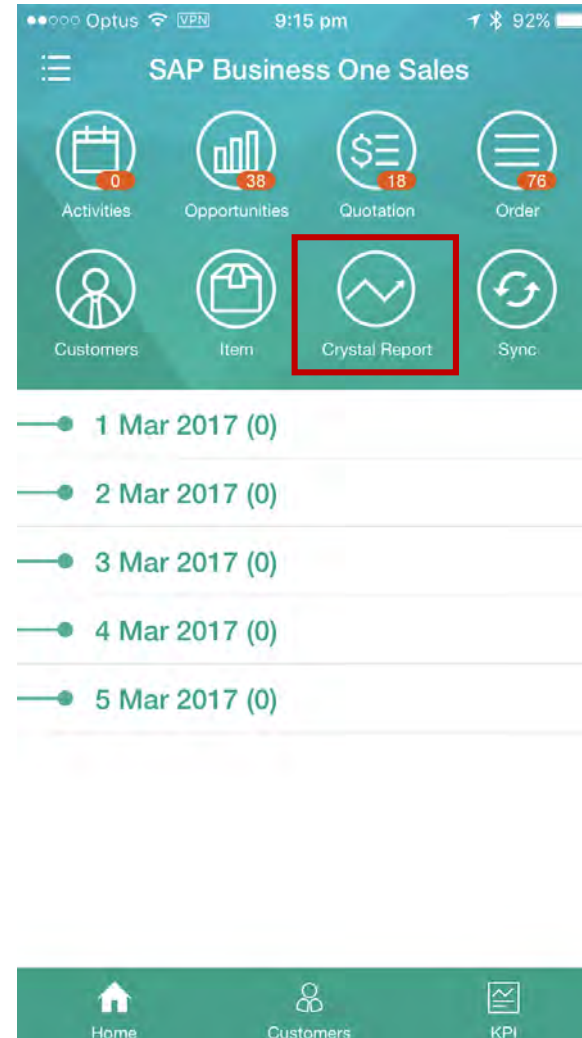 Optus VPN 9:15 pm 92%
SAP Business One Sales
0 38 18 76
Activities Opportunities Quotation Order
Customers Item Crystal Report Sync
1 Mar 2017 (0)
2 Mar 2017 (0)
3 Mar 2017 (0)
4 Mar 2017 (0)
5 Mar 2017 (0)
Home Customers KPI